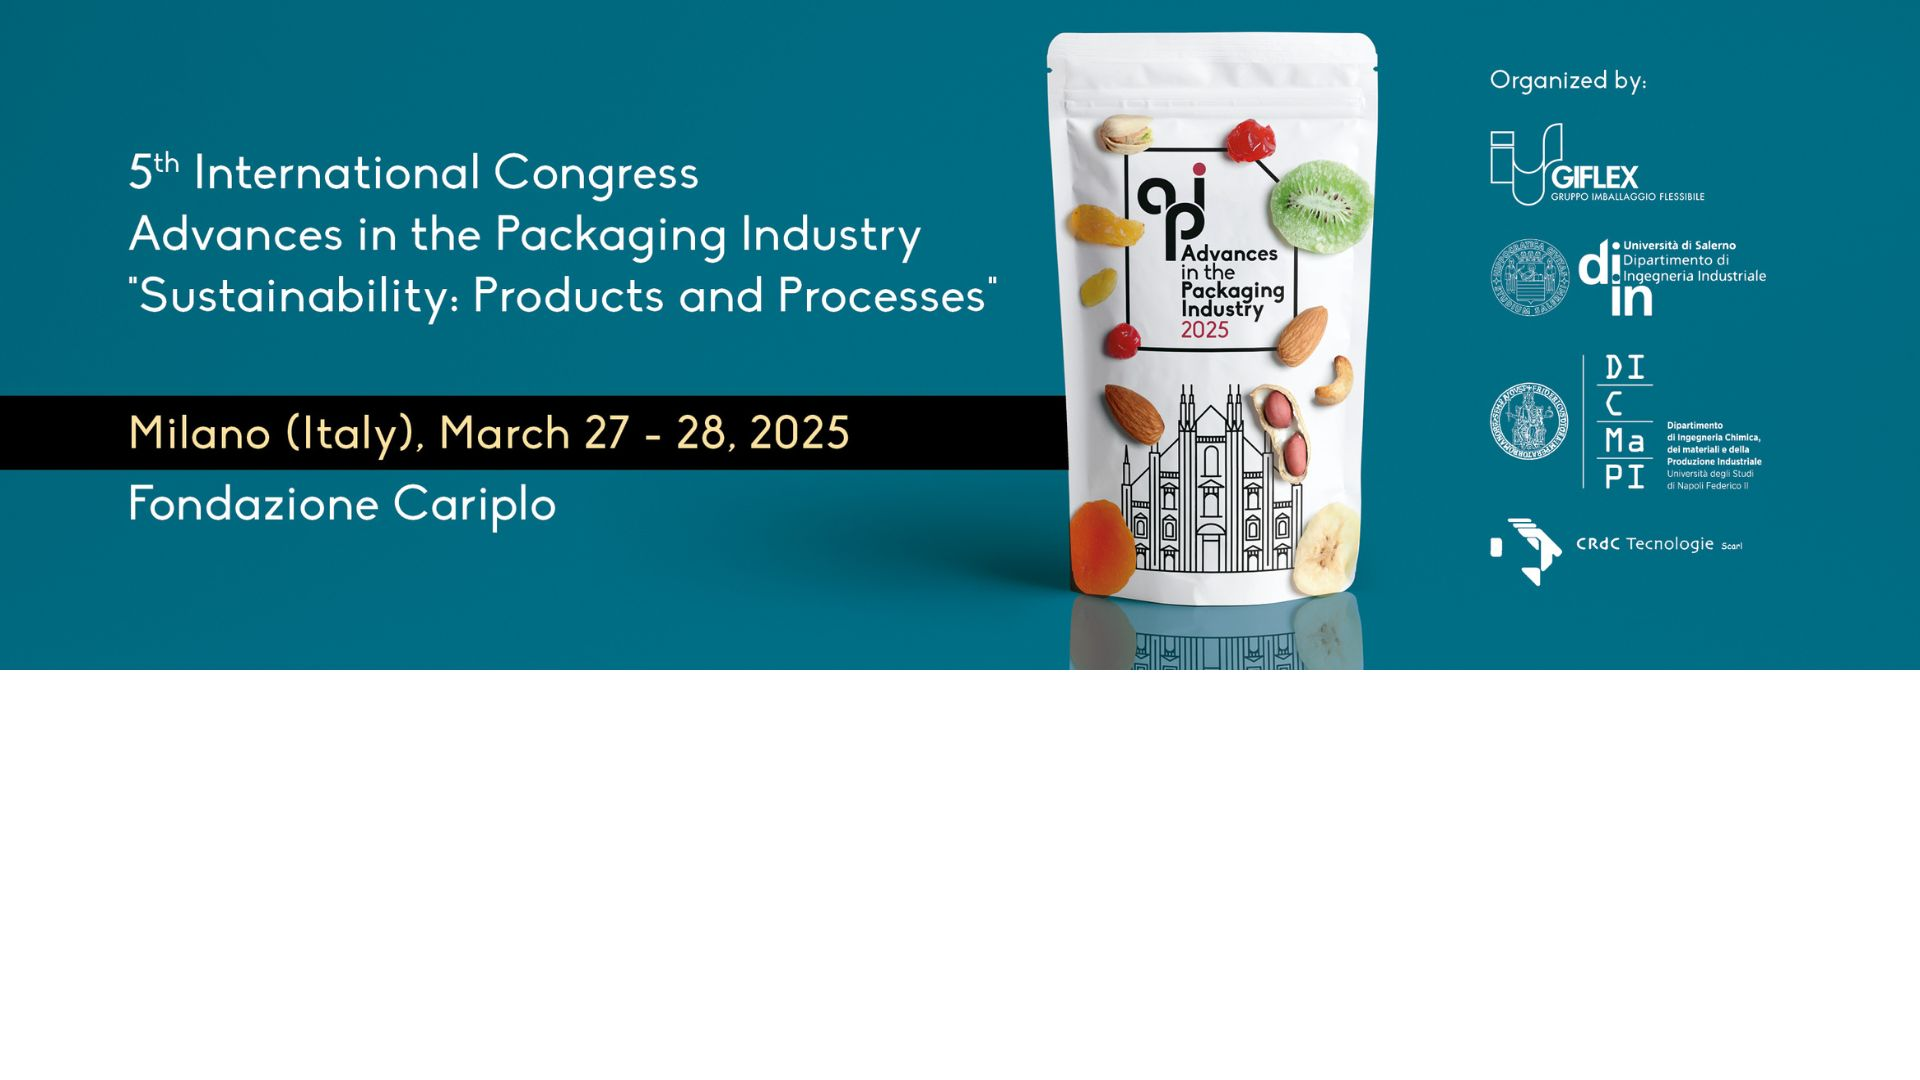 5th International Congress
Advances in the Packaging Industry
"Sustainability: Products and Processes"
Milano (Italy), March 27 - 28, 2025
Fondazione Cariplo
api
Advances
in the
Packaging
Industry
2025
Organized by:
GIFLEX
GRUPPO IMBALLAGGIO FLESSIBILE
di
in
Università di Salerno
Dipartimento di
Ingegneria Industriale
DI
C
Ma
PI
Dipartimento
di Ingegneria Chimica,
dei materiali e della
Produzione Industriale
Università degli Studi
di Napoli Federico II
CRdC Tecnologie Scarl